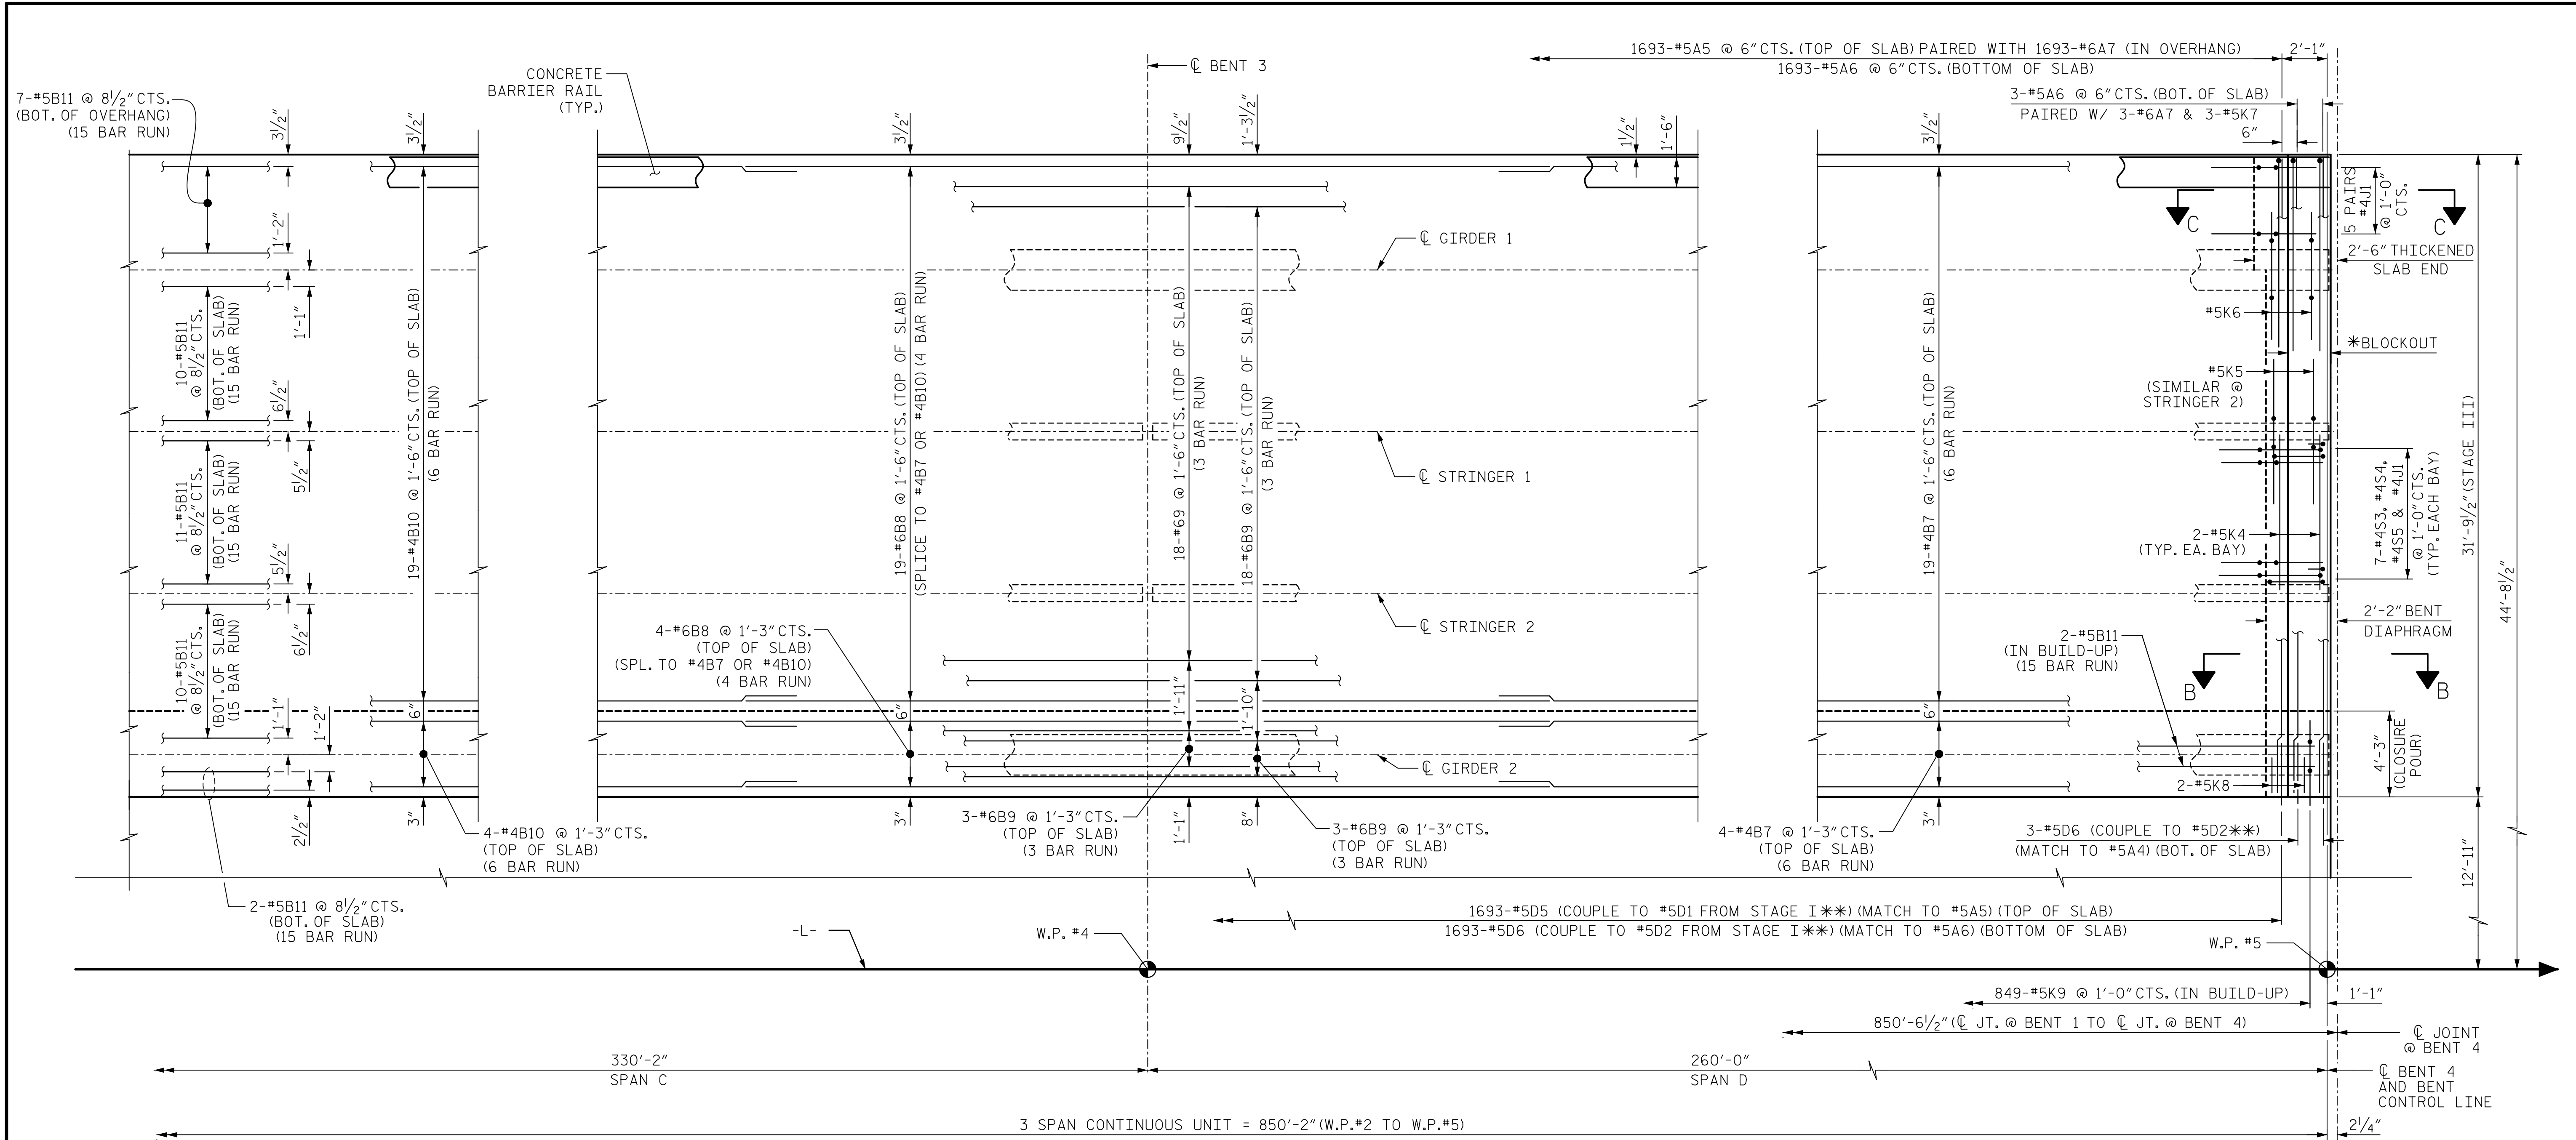 1693-#5A5 @ 6" CTS. (TOP OF SLAB) PAIRED WITH 1693-#6A7 (IN OVERHANG)
1693-#5A6 @ 6" CTS. (BOTTOM OF SLAB)
2'-1"
3-#5A6 @ 6" CTS. (BOT. OF SLAB)
PAIRED W/ 3-#6A7 & 3-#5K7
6"
℄ BENT 3
CONCRETE
BARRIER RAIL
(TYP.)
7-#5B11 @ 8½" CTS.
(BOT. OF OVERHANG)
(15 BAR RUN)
3½"
3½"
3½"
9½"
1'-3½"
1½"
1'-6"
3½"
5 PAIRS
#4J1
@ 1'-0"
CTS.
C
C
2'-6" THICKENED
SLAB END
℄ GIRDER 1
1'-2"
1'-1"
10-#5B11
@ 8½" CTS.
(BOT. OF SLAB)
(15 BAR RUN)
6½"
5½"
11-#5B11
@ 8½" CTS.
(BOT. OF SLAB)
(15 BAR RUN)
5½"
6½"
10-#5B11
@ 8½" CTS.
(BOT. OF SLAB)
(15 BAR RUN)
1'-1"
1'-2"
2½"
19-#4B10 @ 1'-6" CTS. (TOP OF SLAB)
(6 BAR RUN)
19-#6B8 @ 1'-6" CTS. (TOP OF SLAB)
(SPLICE TO #4B7 OR #4B10) (4 BAR RUN)
18-#69 @ 1'-6" CTS. (TOP OF SLAB)
(3 BAR RUN)
18-#6B9 @ 1'-6" CTS. (TOP OF SLAB)
(3 BAR RUN)
19-#4B7 @ 1'-6" CTS. (TOP OF SLAB)
(6 BAR RUN)
#5K6
✳BLOCKOUT
#5K5
(SIMILAR @
STRINGER 2)
℄ STRINGER 1
2-#5K4
(TYP. EA. BAY)
7-#4S3, #4S4,
#4S5 & #4J1
@ 1'-0" CTS.
(TYP. EACH BAY)
31'-9½" (STAGE III)
44'-8½"
℄ STRINGER 2
2'-2" BENT
DIAPHRAGM
4-#6B8 @ 1'-3" CTS.
(TOP OF SLAB)
(SPL. TO #4B7 OR #4B10)
(4 BAR RUN)
2-#5B11
(IN BUILD-UP)
(15 BAR RUN)
B
B
6"
6"
1'-11"
1'-10"
6"
4'-3"
(CLOSURE
POUR)
℄ GIRDER 2
2-#5K8
3"
3"
1'-1"
8"
3"
4-#4B10 @ 1'-3" CTS.
(TOP OF SLAB)
(6 BAR RUN)
3-#6B9 @ 1'-3" CTS.
(TOP OF SLAB)
(3 BAR RUN)
3-#6B9 @ 1'-3" CTS.
(TOP OF SLAB)
(3 BAR RUN)
4-#4B7 @ 1'-3" CTS.
(TOP OF SLAB)
(6 BAR RUN)
3-#5D6 (COUPLE TO #5D2✳✳)
(MATCH TO #5A4) (BOT. OF SLAB)
12'-11"
2-#5B11 @ 8½" CTS.
(BOT. OF SLAB)
(15 BAR RUN)
1693-#5D5 (COUPLE TO #5D1 FROM STAGE I✳✳) (MATCH TO #5A5) (TOP OF SLAB)
1693-#5D6 (COUPLE TO #5D2 FROM STAGE I✳✳) (MATCH TO #5A6) (BOTTOM OF SLAB)
-L-
W.P. #4
W.P. #5
849-#5K9 @ 1'-0" CTS. (IN BUILD-UP)
1'-1"
850'-6½" (℄ JT. @ BENT 1 TO ℄ JT. @ BENT 4)
℄ JOINT
@ BENT 4
330'-2"
SPAN C
260'-0"
SPAN D
℄ BENT 4
AND BENT
CONTROL LINE
3 SPAN CONTINUOUS UNIT = 850'-2" (W.P.#2 TO W.P.#5)
2¼"